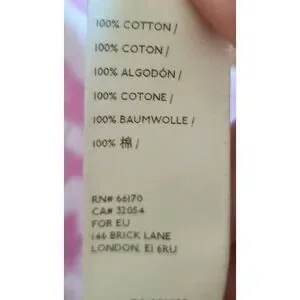 100% COTTON /
100% COTON /
100% ALGODÓN /
100% COTONE /
100% BAUMWOLLE /
100% 棉 /
RN# 66170
CA# 32054
FOR EU
146 BRICK LANE
LONDON, E1 6RU